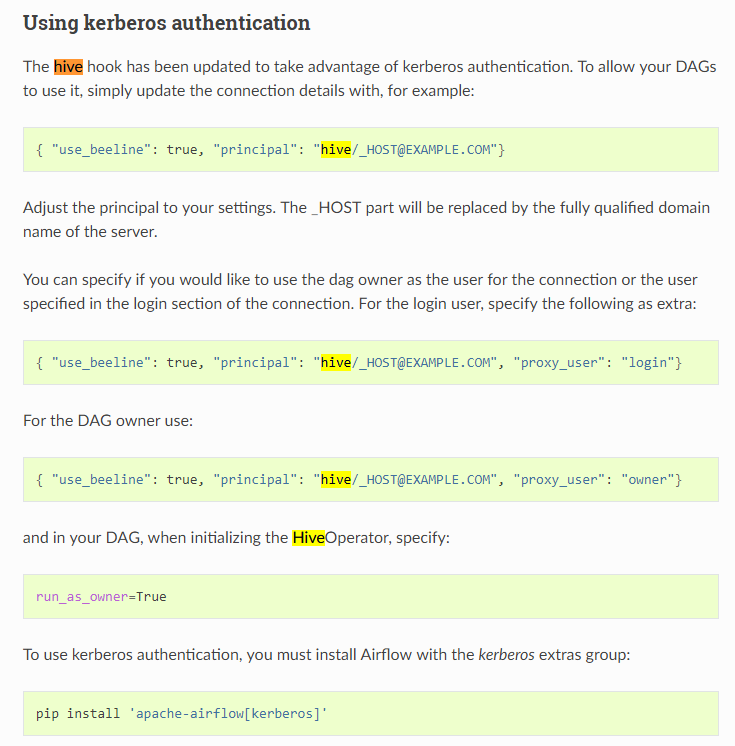 Using kerberos authentication
The hive hook has been updated to take advantage of kerberos authentication. To allow your DAGs
to use it, simply update the connection details with, for example:
{ "use_beeline": true, "principal": "hive/_HOST@EXAMPLE.COM"}
Adjust the principal to your settings. The _HOST part will be replaced by the fully qualified domain
name of the server.
You can specify if you would like to use the dag owner as the user for the connection or the user
specified in the login section of the connection. For the login user, specify the following as extra:
{ "use_beeline": true, "principal": "hive/_HOST@EXAMPLE.COM", "proxy_user": "login"}
For the DAG owner use:
{ "use_beeline": true, "principal": "hive/_HOST@EXAMPLE.COM", "proxy_user": "owner"}
and in your DAG, when initializing the HiveOperator, specify:
run_as_owner=True
To use kerberos authentication, you must install Airflow with the kerberos extras group:
pip install 'apache-airflow[kerberos]'